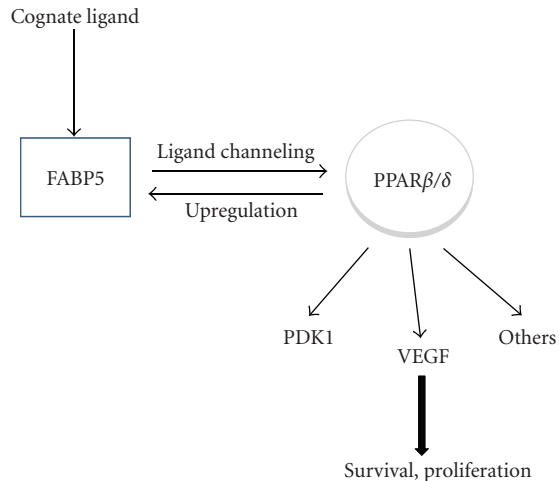 Cognate ligand
FABP5
Ligand channeling
Upregulation
PPARβ/δ
PDK1
VEGF
Others
Survival, proliferation